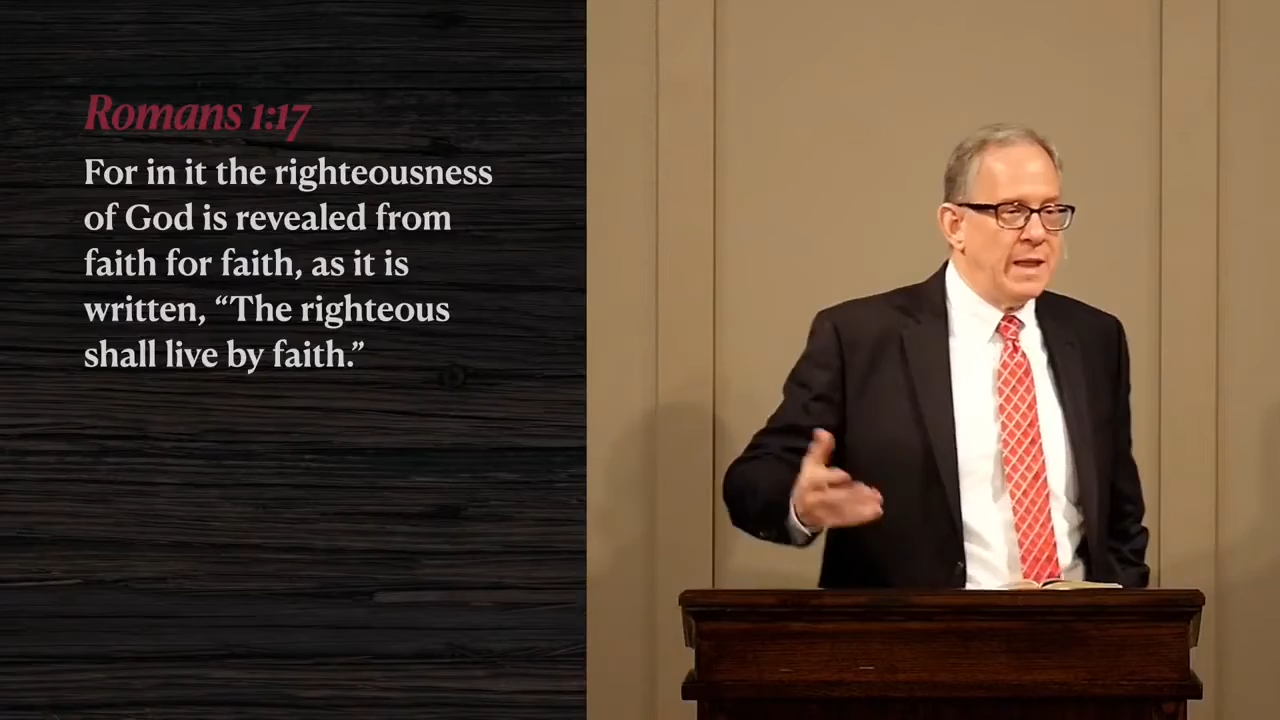 Romans 1:17
For in it the righteousness
of God is revealed from
faith for faith, as it is
written, “The righteous
shall live by faith.”